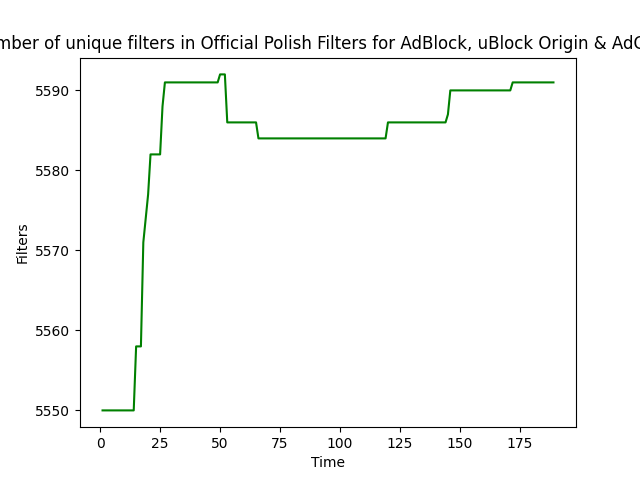 mber of unique filters in Official Polish Filters for AdBlock, uBlock Origin & AdG
5590
5580
5570
5560
5550
Filters
0 25 50 75 100 125 150 175
Time